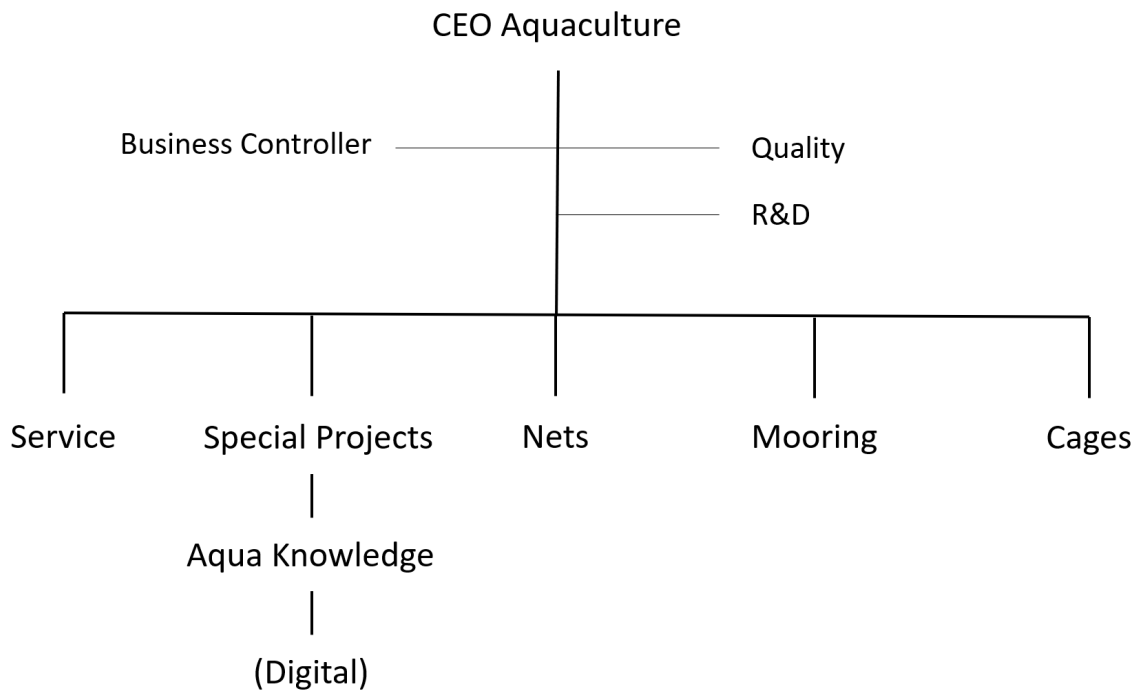 CEO Aquaculture
Business Controller
Quality
R&D
Service
Special Projects
Nets
Mooring
Cages
Aqua Knowledge
(Digital)